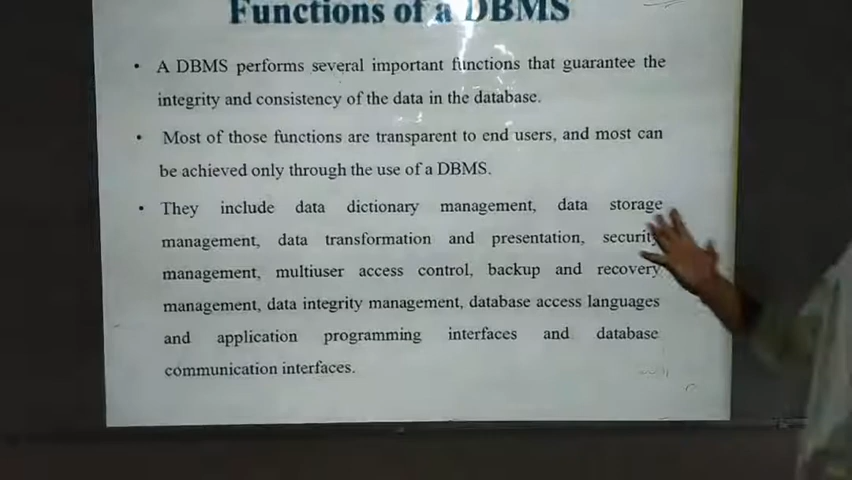 Functions of a DBMS
• A DBMS performs several important functions that guarantee the
integrity and consistency of the data in the database.
• Most of those functions are transparent to end users, and most can
be achieved only through the use of a DBMS.
• They include data dictionary management, data storage
management, data transformation and presentation, security
management, multiuser access control, backup and recovery
management, data integrity management, database access languages
and application programming interfaces and database
communication interfaces.